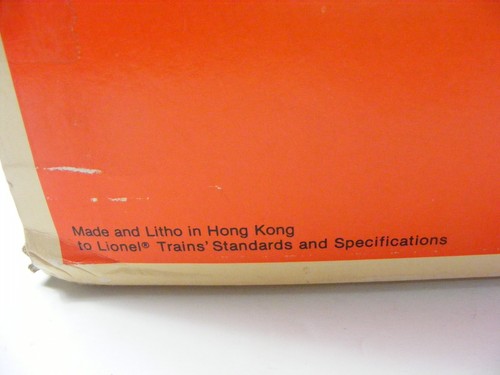 Made and Litho in Hong Kong
to Lionel® Trains' Standards and Specifications